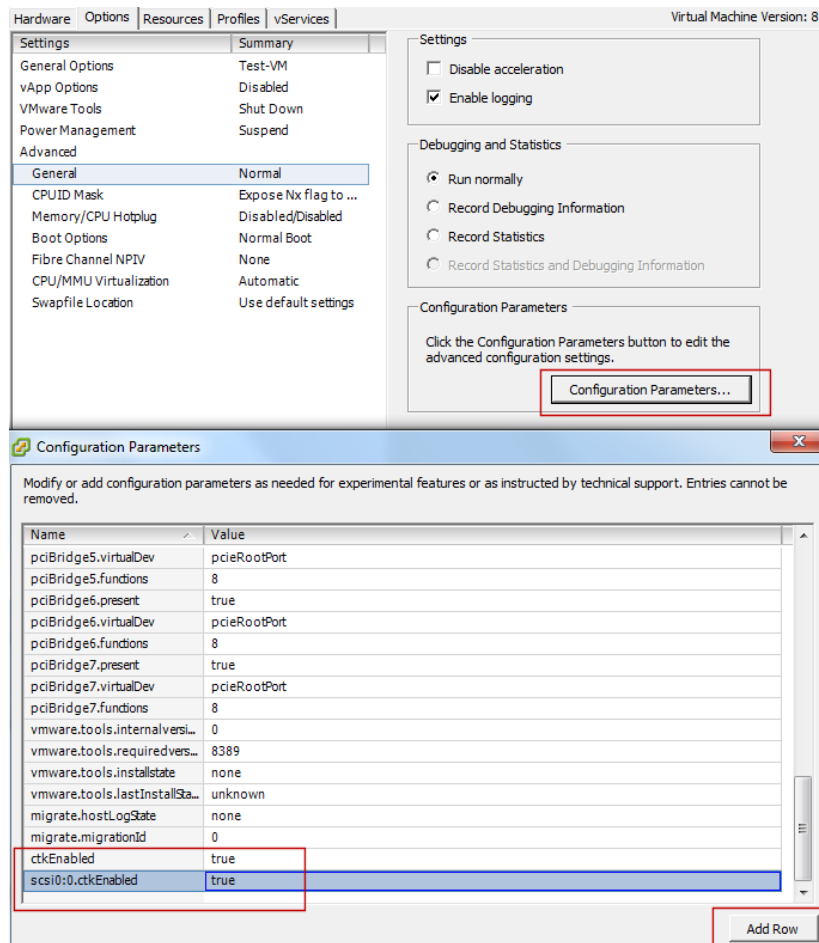 Hardware Options Resources Profiles vServices Virtual Machine Version: 8
Settings Summary
General Options Test-VM
vApp Options Disabled
VMware Tools Shut Down
Power Management Suspend
Advanced
General Normal
CPUID Mask Expose Nx flag to ...
Memory/CPU Hotplug Disabled/Disabled
Boot Options Normal Boot
Fibre Channel NPIV None
CPU/MMU Virtualization Automatic
Swapfile Location Use default settings
Settings
Disable acceleration
Enable logging
Debugging and Statistics
Run normally
Record Debugging Information
Record Statistics
Record Statistics and Debugging Information
Configuration Parameters
Click the Configuration Parameters button to edit the
advanced configuration settings.
Configuration Parameters...
Configuration Parameters
Modify or add configuration parameters as needed for experimental features or as instructed by technical support. Entries cannot be
removed.
Name Value
pciBridge5.virtualDev pcieRootPort
pciBridge5.functions 8
pciBridge6.present true
pciBridge6.virtualDev pcieRootPort
pciBridge6.functions 8
pciBridge7.present true
pciBridge7.virtualDev pcieRootPort
pciBridge7.functions 8
vmware.tools.internalversi... 0
vmware.tools.requiredvers... 8389
vmware.tools.installstate none
vmware.tools.lastInstallSta... unknown
migrate.hostLogState none
migrate.migrationId 0
ctkEnabled true
scsi0:0.ctkEnabled true
Add Row